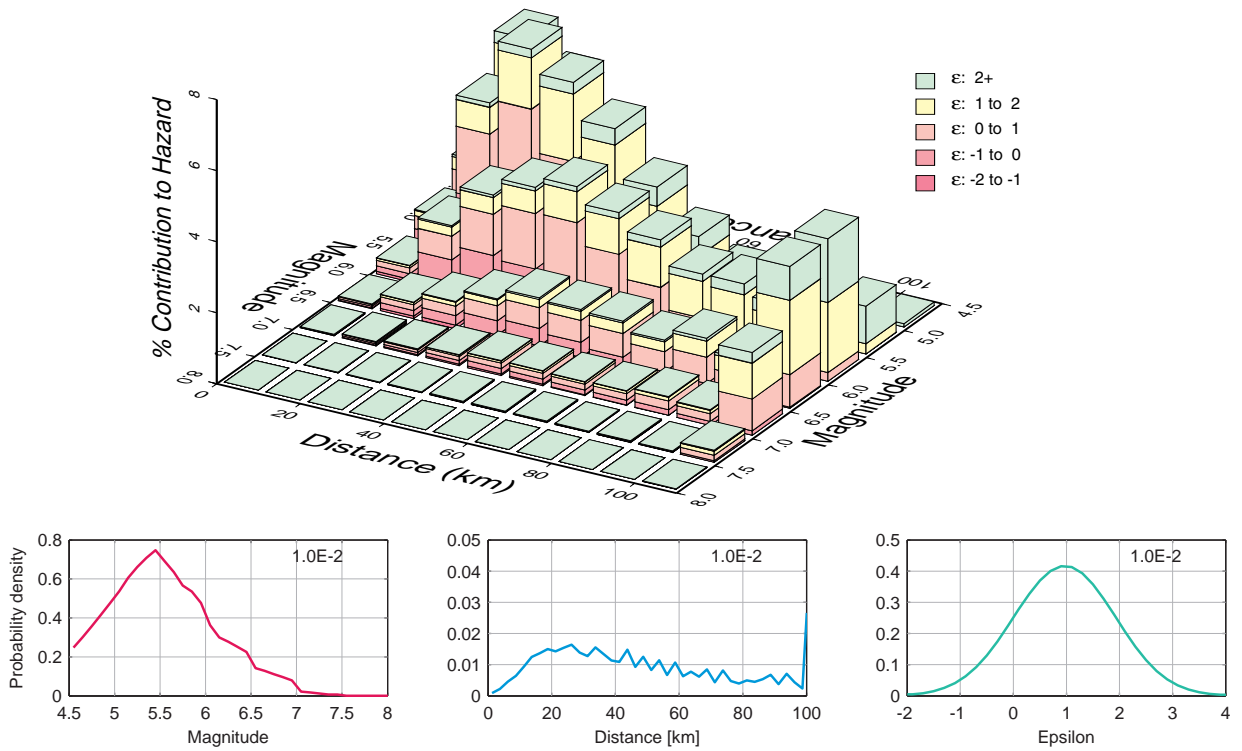 ε: 2+
ε: 1 to 2
ε: 0 to 1
ε: -1 to 0
ε: -2 to -1
% Contribution to Hazard
8
6
4
2
0
Magnitude
5.5
6.0
6.5
7.0
7.5
8.0
0
20
40
60
80
100
Distance (km)
60
100
4.5
5.0
5.5
6.0
6.5
7.0
7.5
8.0
Magnitude
Probability density
0.8
0.6
0.4
0.2
0
1.0E-2
4.5 5 5.5 6 6.5 7 7.5 8
Magnitude
0.05
0.04
0.03
0.02
0.01
0
1.0E-2
0 20 40 60 80 100
Distance [km]
0.5
0.4
0.3
0.2
0.1
0
1.0E-2
-2 -1 0 1 2 3 4
Epsilon